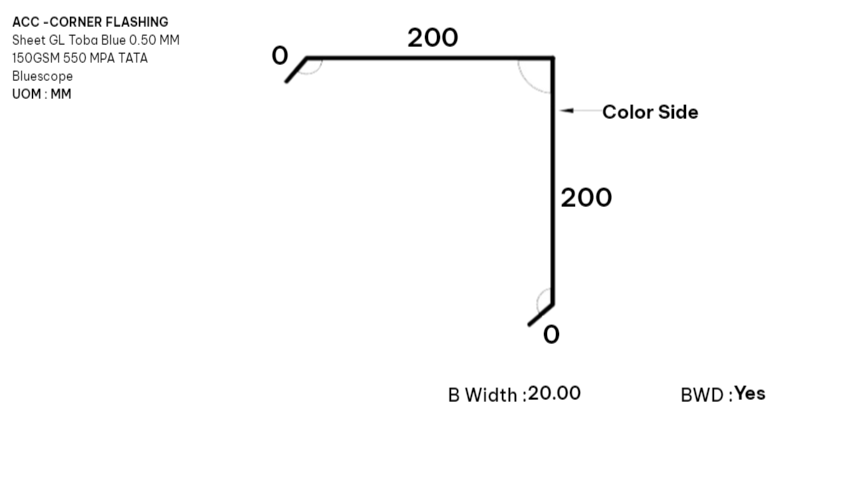 ACC -CORNER FLASHING
Sheet GL Toba Blue 0.50 MM
150GSM 550 MPA TATA
Bluescope
UOM : MM
200
0
Color Side
200
0
B Width :20.00
BWD :Yes